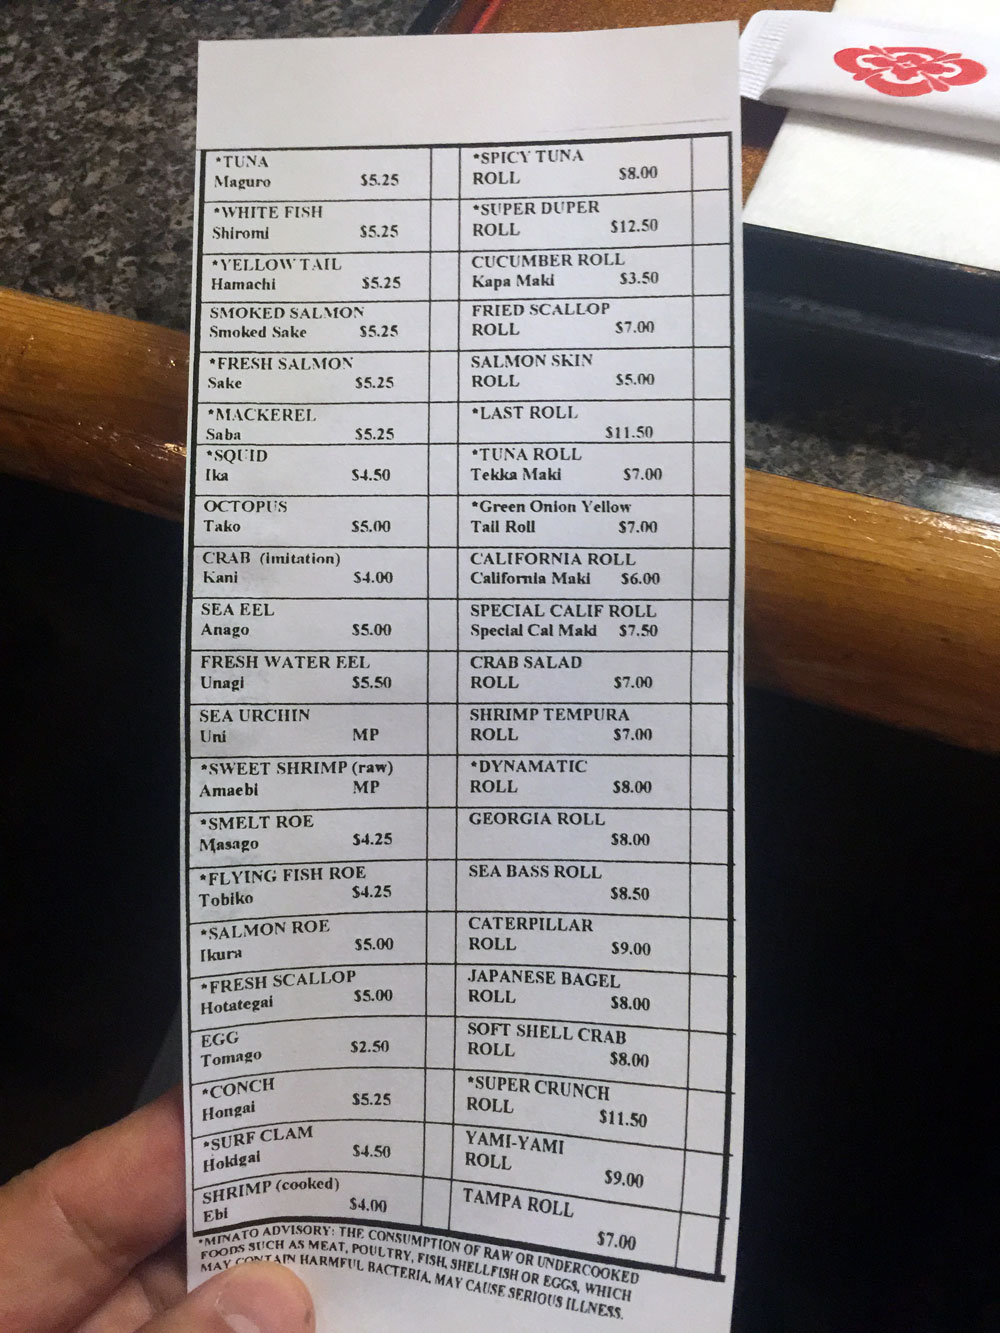 *TUNA
Maguro $5.25
*WHITE FISH
Shiromi $5.25
*YELLOW TAIL
Hamachi $5.25
SMOKED SALMON
Smoked Sake $5.25
*FRESH SALMON
Sake $5.25
*MACKEREL
Saba $5.25
*SQUID
Ika $4.50
OCTOPUS
Tako $5.00
CRAB (imitation)
Kani $4.00
SEA EEL
Anago $5.00
FRESH WATER EEL
Unagi $5.50
SEA URCHIN
Uni MP
*SWEET SHRIMP (raw)
Amaebi MP
*SMELT ROE
Masago $4.25
*FLYING FISH ROE
Tobiko $4.25
*SALMON ROE
Ikura $5.00
*FRESH SCALLOP
Hotategai $5.00
EGG
Tomago $2.50
*CONCH
Hongai $5.25
*SURF CLAM
Hokigai $4.50
SHRIMP (cooked)
Ebi $4.00
*SPICY TUNA
ROLL $8.00
*SUPER DUPER
ROLL $12.50
CUCUMBER ROLL
Kapa Maki $3.50
FRIED SCALLOP
ROLL $7.00
SALMON SKIN
ROLL $5.00
*LAST ROLL
$11.50
*TUNA ROLL
Tekka Maki $7.00
*Green Onion Yellow
Tail Roll $7.00
CALIFORNIA ROLL
California Maki $6.00
SPECIAL CALIF ROLL
Special Cal Maki $7.50
CRAB SALAD
ROLL $7.00
SHRIMP TEMPURA
ROLL $7.00
*DYNAMATIC
ROLL $8.00
GEORGIA ROLL
$8.00
SEA BASS ROLL
$8.50
CATERPILLAR
ROLL $9.00
JAPANESE BAGEL
ROLL $8.00
SOFT SHELL CRAB
ROLL $8.00
*SUPER CRUNCH
ROLL $11.50
YAMI-YAMI
ROLL $9.00
TAMPA ROLL
$7.00
*MINATO ADVISORY: THE CONSUMPTION OF RAW OR UNDERCOOKED
FOODS SUCH AS MEAT, POULTRY, FISH, SHELLFISH OR EGGS, WHICH
MAY CONTAIN HARMFUL BACTERIA, MAY CAUSE SERIOUS ILLNESS.